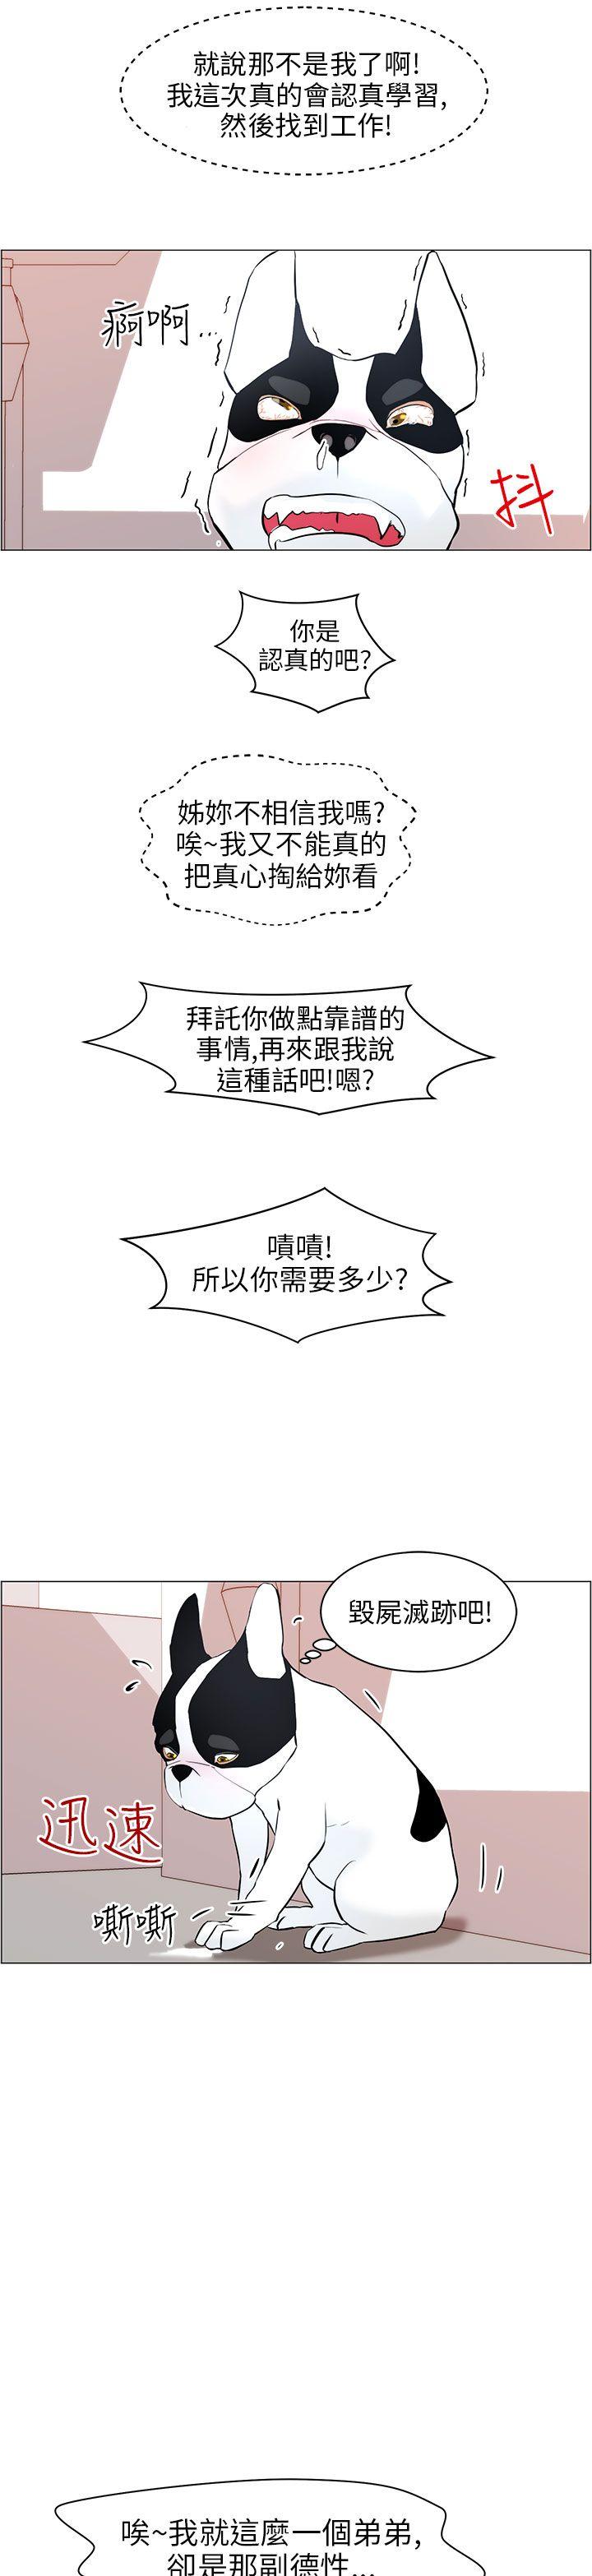 就說那不是我了啊!
我這次真的會認真學習,
然後找到工作!
痾啊...
抖
你是
認真的吧?
姊妳不相信我嗎?
唉~我又不能真的
把真心掏給妳看
拜託你做點靠譜的
事情,再來跟我說
這種話吧!嗯?
嘖嘖!
所以你需要多少?
毀屍滅跡吧!
迅速
嘶嘶
唉~我就這麼一個弟弟,
卻是那副德性...